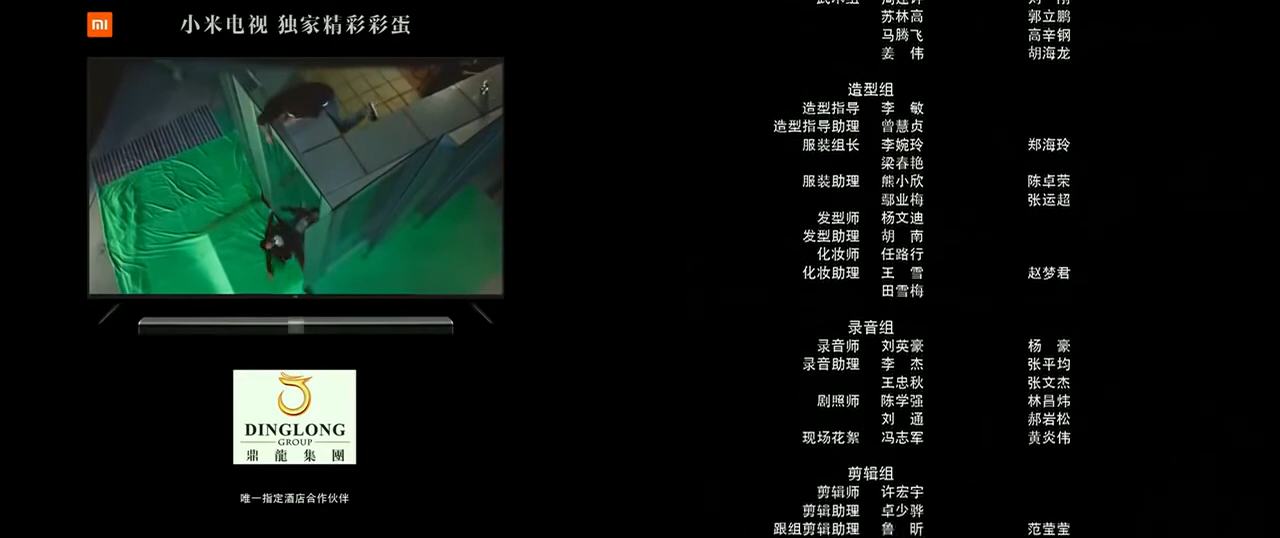 小米电视 独家精彩彩蛋
DINGLONG
GROUP
鼎龍集團
唯一指定酒店合作伙伴
苏林高 郭立鹏
马腾飞 高辛钢
姜 伟 胡海龙
造型组
造型指导 李 敏
造型指导助理 曾慧贞
服装组长 李婉玲 郑海玲
梁春艳
服装助理 熊小欣 陈卓荣
鄢业梅 张运超
发型师 杨文迪
发型助理 胡 南
化妆师 任路行
化妆助理 王 雪 赵梦君
田雪梅
录音组
录音师 刘英豪 杨 豪
录音助理 李 杰 张平均
王忠秋 张文杰
剧照师 陈学强 林昌炜
刘 通 郝岩松
现场花絮 冯志军 黄炎伟
剪辑组
剪辑师 许宏宇
剪辑助理 卓少骅
跟组剪辑助理 鲁 昕 范莹莹